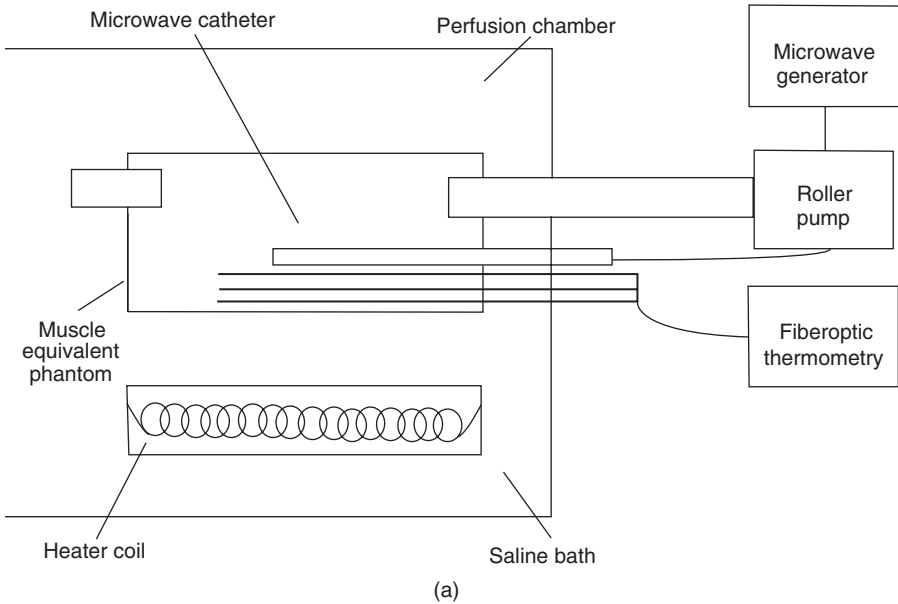 Microwave catheter
Perfusion chamber
Microwave
generator
Roller
pump
Muscle
equivalent
phantom
Fiberoptic
thermometry
Heater coil
Saline bath
(a)